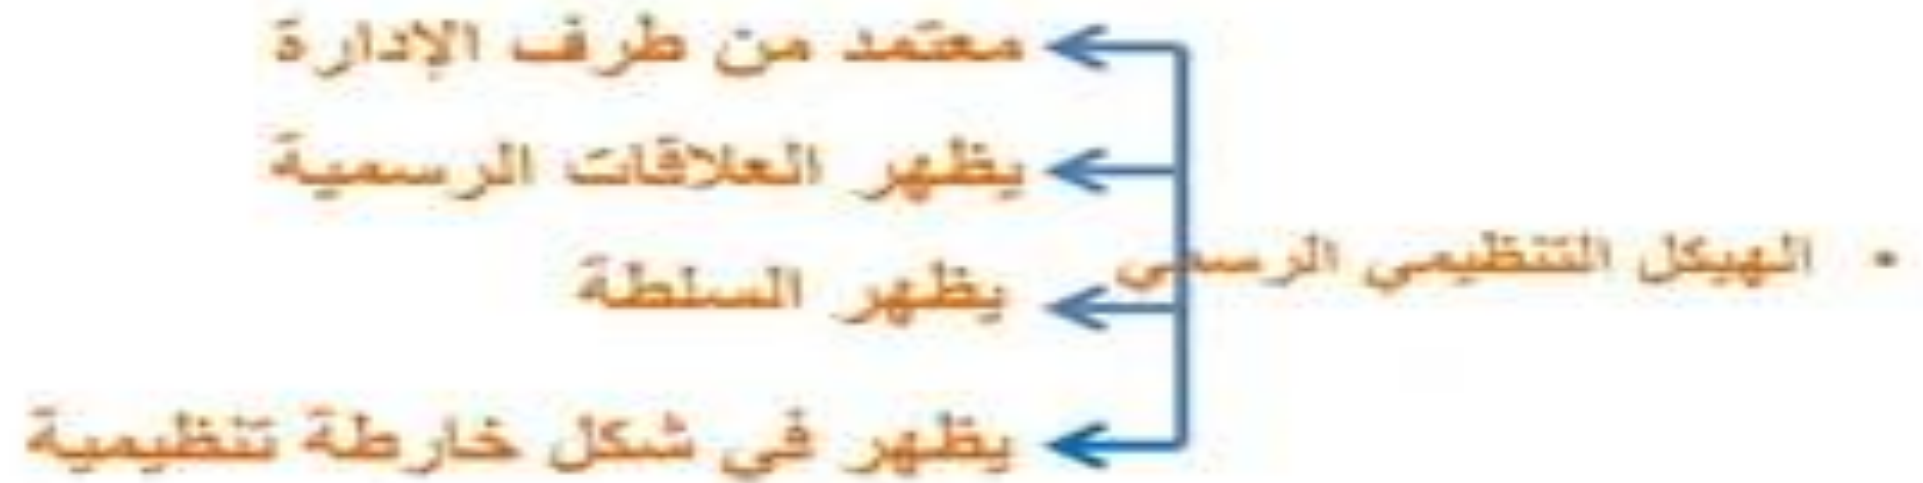 • الهيكل التنظيمي الرسمي
معتمد من طرف الإدارة
يظهر العلاقات الرسمية
يظهر السلطة
يظهر في شكل خارطة تنظيمية